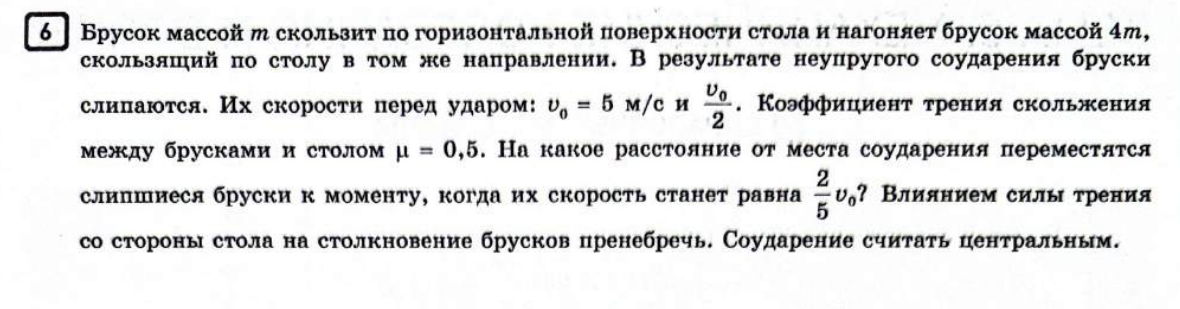 6 Брусок массой m скользит по горизонтальной поверхности стола и нагоняет брусок массой 4m,
скользящий по столу в том же направлении. В результате неупругого соударения бруски
слипаются. Их скорости перед ударом: υ₀ = 5 м/с и υ₀/2. Коэффициент трения скольжения
между брусками и столом μ = 0,5. На какое расстояние от места соударения переместятся
слипшиеся бруски к моменту, когда их скорость станет равна 2/5 υ₀? Влиянием силы трения
со стороны стола на столкновение брусков пренебречь. Соударение считать центральным.